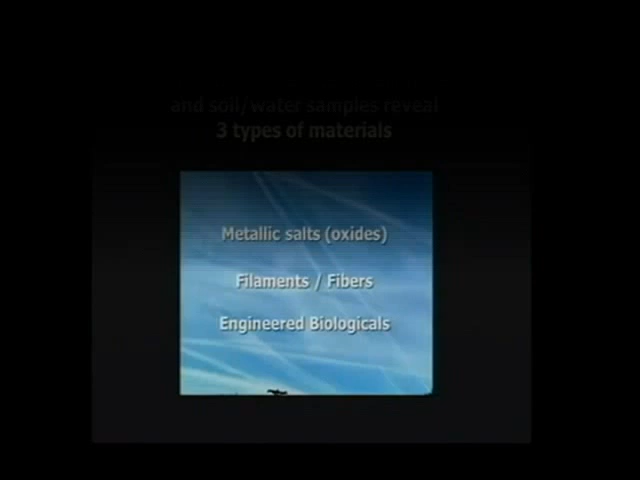 and soil/water samples reveal
3 types of materials
Metallic salts (oxides)
Filaments / Fibers
Engineered Biologicals